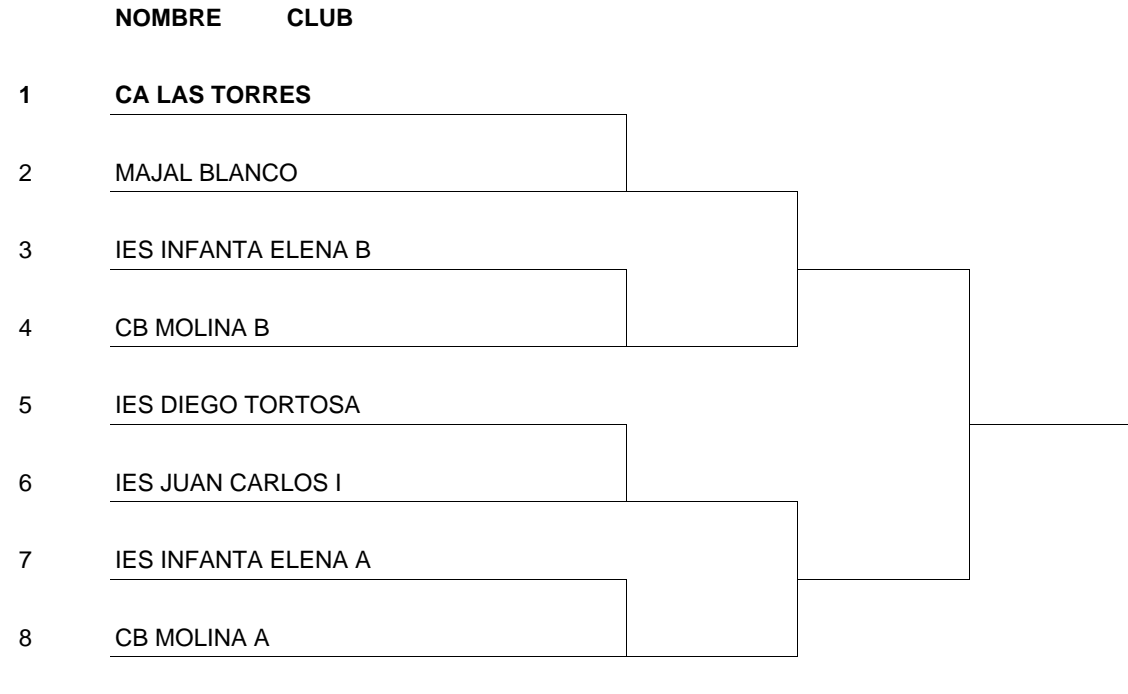 NOMBRE CLUB
1 CA LAS TORRES
2 MAJAL BLANCO
3 IES INFANTA ELENA B
4 CB MOLINA B
5 IES DIEGO TORTOSA
6 IES JUAN CARLOS I
7 IES INFANTA ELENA A
8 CB MOLINA A